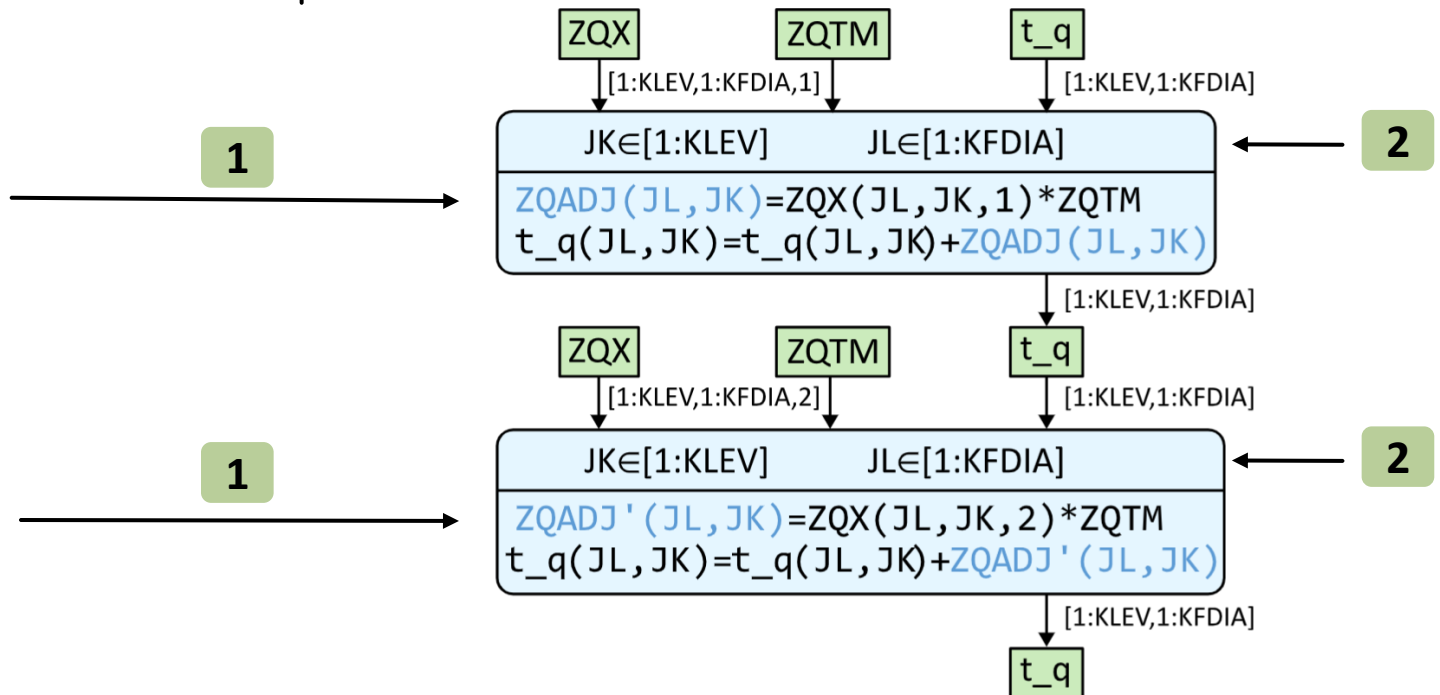 ZQX ZQTM t_q
[1:KLEV,1:KFDIA,1] [1:KLEV,1:KFDIA]
1 JK∈[1:KLEV] JL∈[1:KFDIA] 2
ZQADJ(JL,JK)=ZQX(JL,JK,1)*ZQTM
t_q(JL,JK)=t_q(JL,JK)+ZQADJ(JL,JK)
[1:KLEV,1:KFDIA]
ZQX ZQTM t_q
[1:KLEV,1:KFDIA,2] [1:KLEV,1:KFDIA]
1 JK∈[1:KLEV] JL∈[1:KFDIA] 2
ZQADJ'(JL,JK)=ZQX(JL,JK,2)*ZQTM
t_q(JL,JK)=t_q(JL,JK)+ZQADJ'(JL,JK)
[1:KLEV,1:KFDIA]
t_q